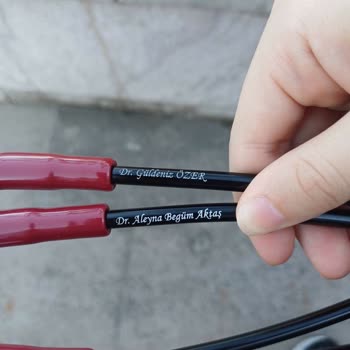 Dr. Güldeniz ÖZER
Dr. Aleyna Begüm Aktaş